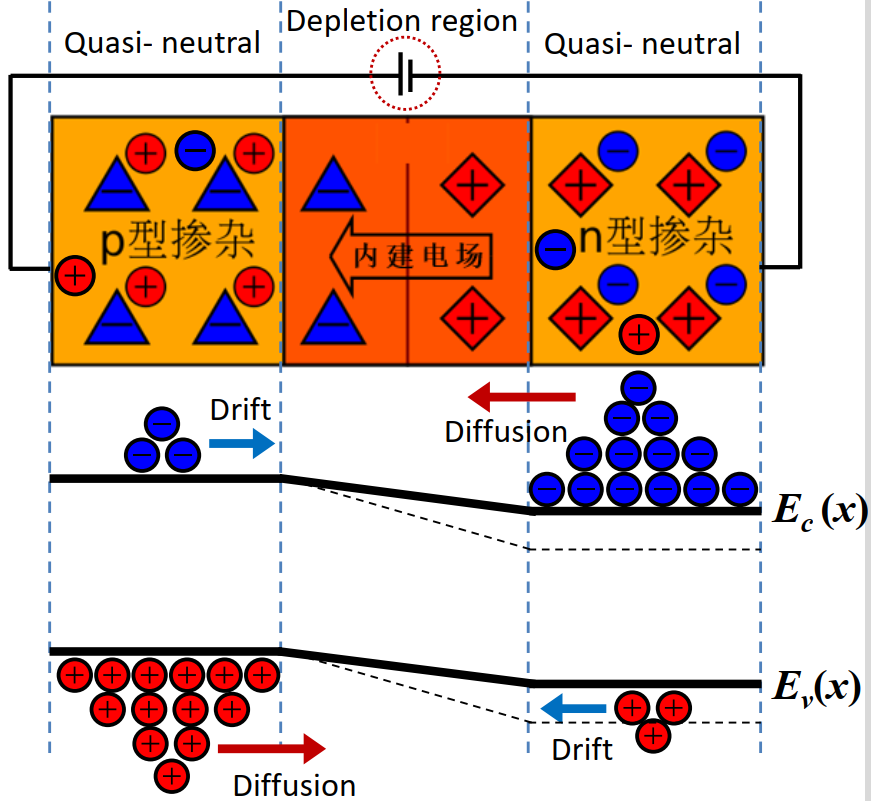 Quasi- neutral
Depletion region
Quasi- neutral
p型掺杂
内建电场
n型掺杂
Drift
Diffusion
E_c (x)
E_v(x)
Drift
Diffusion